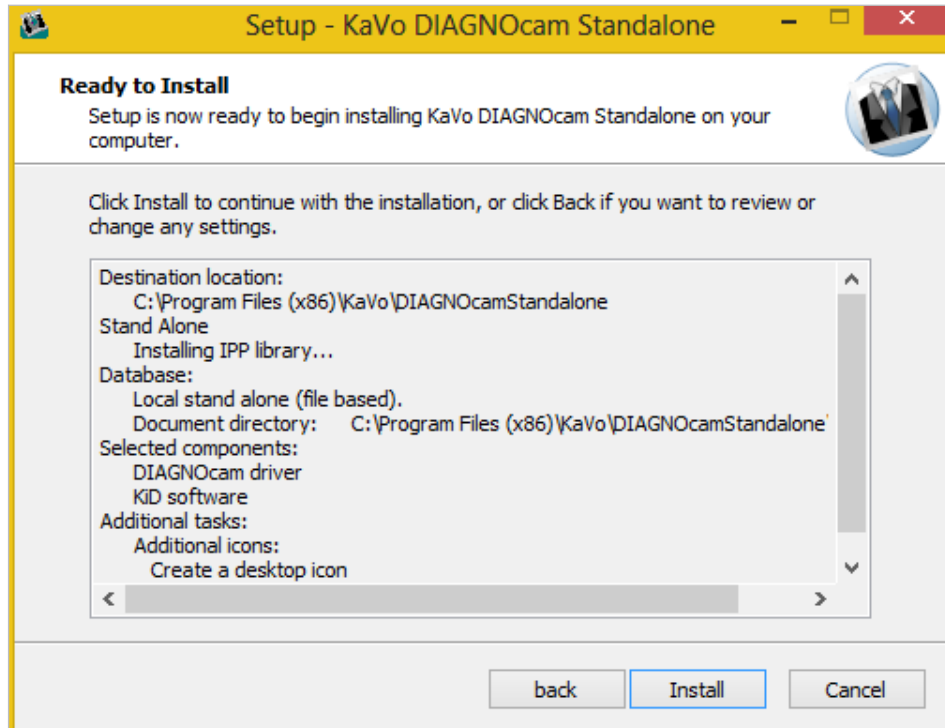 Setup - KaVo DIAGNOcam Standalone
Ready to Install
Setup is now ready to begin installing KaVo DIAGNOcam Standalone on your
computer.
Click Install to continue with the installation, or click Back if you want to review or
change any settings.
Destination location:
C:\Program Files (x86)\KaVo\DIAGNOcamStandalone
Stand Alone
Installing IPP library...
Database:
Local stand alone (file based).
Document directory: C:\Program Files (x86)\KaVo\DIAGNOcamStandalone\
Selected components:
DIAGNOcam driver
KiD software
Additional tasks:
Additional icons:
Create a desktop icon
back Install Cancel